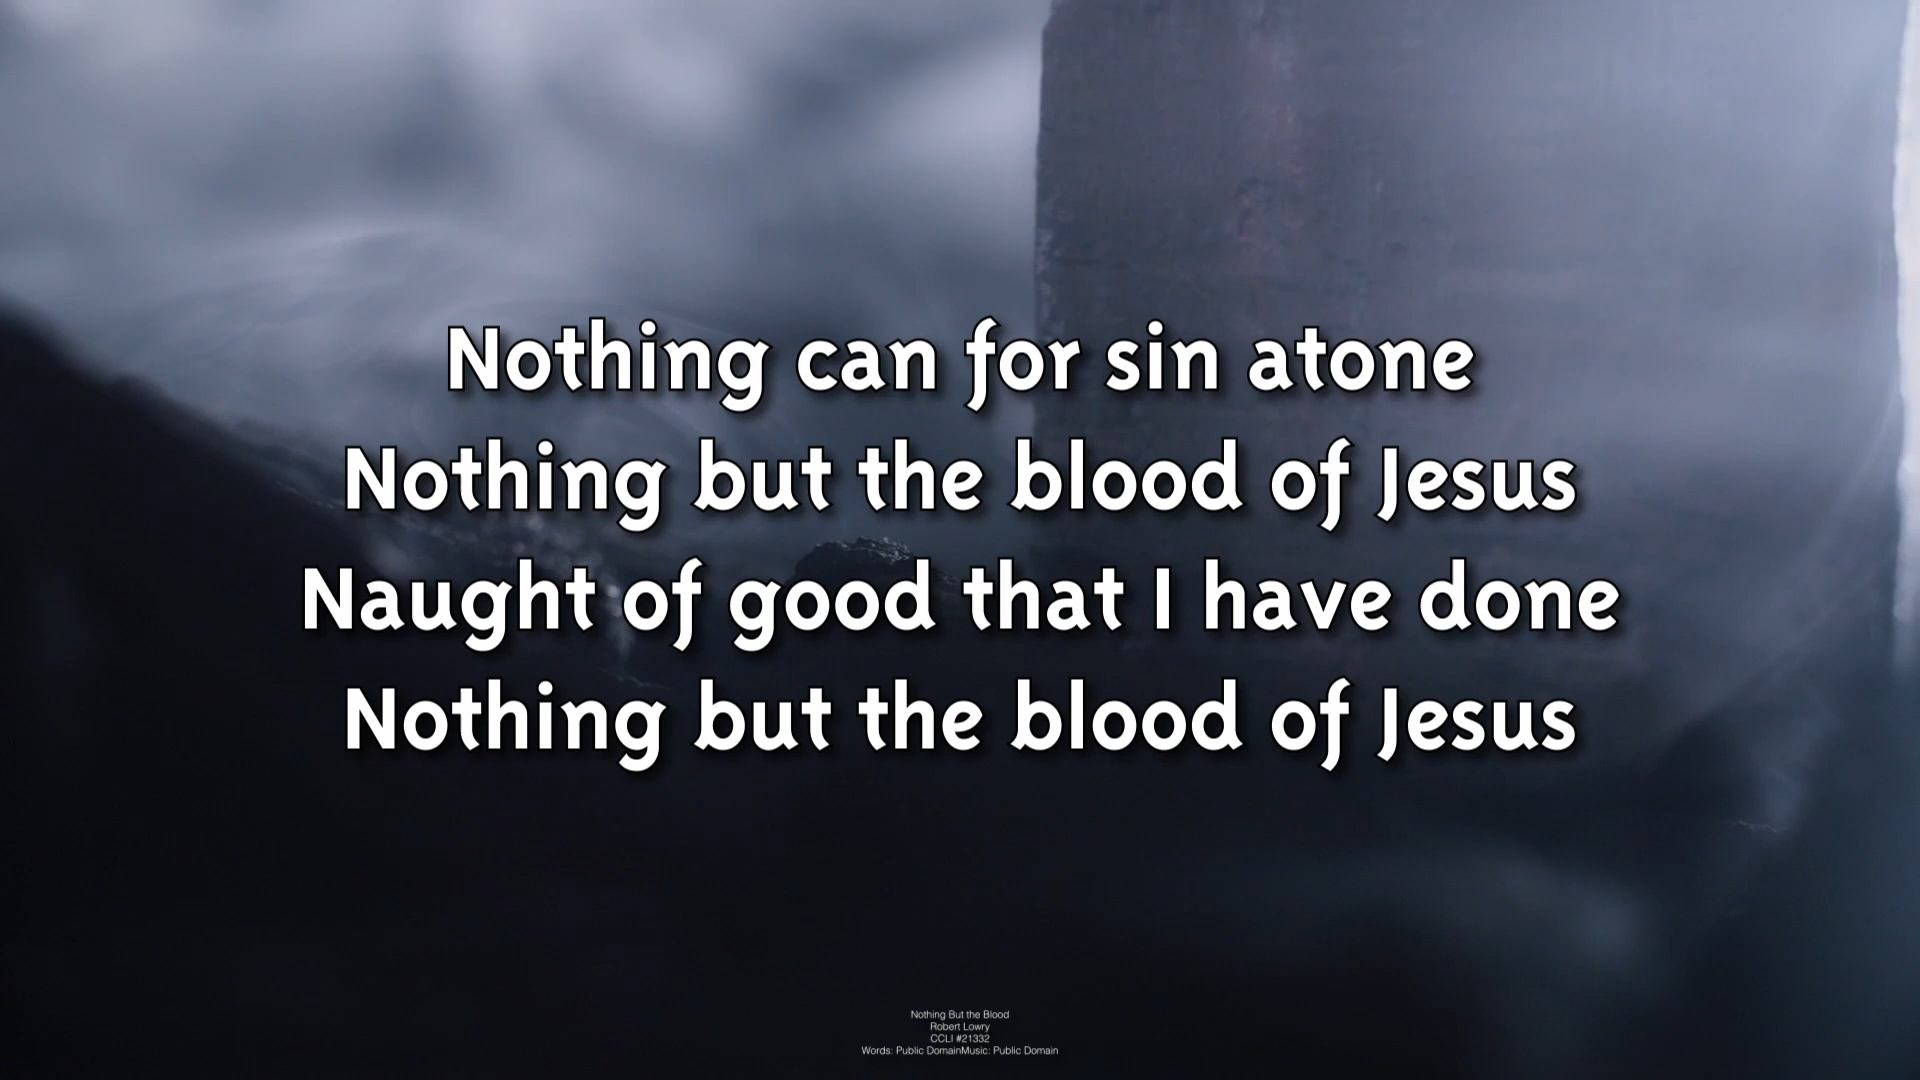 Nothing can for sin atone
Nothing but the blood of Jesus
Naught of good that I have done
Nothing but the blood of Jesus
Nothing But the Blood
Robert Lowry
CCLI #21332
Words: Public DomainMusic: Public Domain